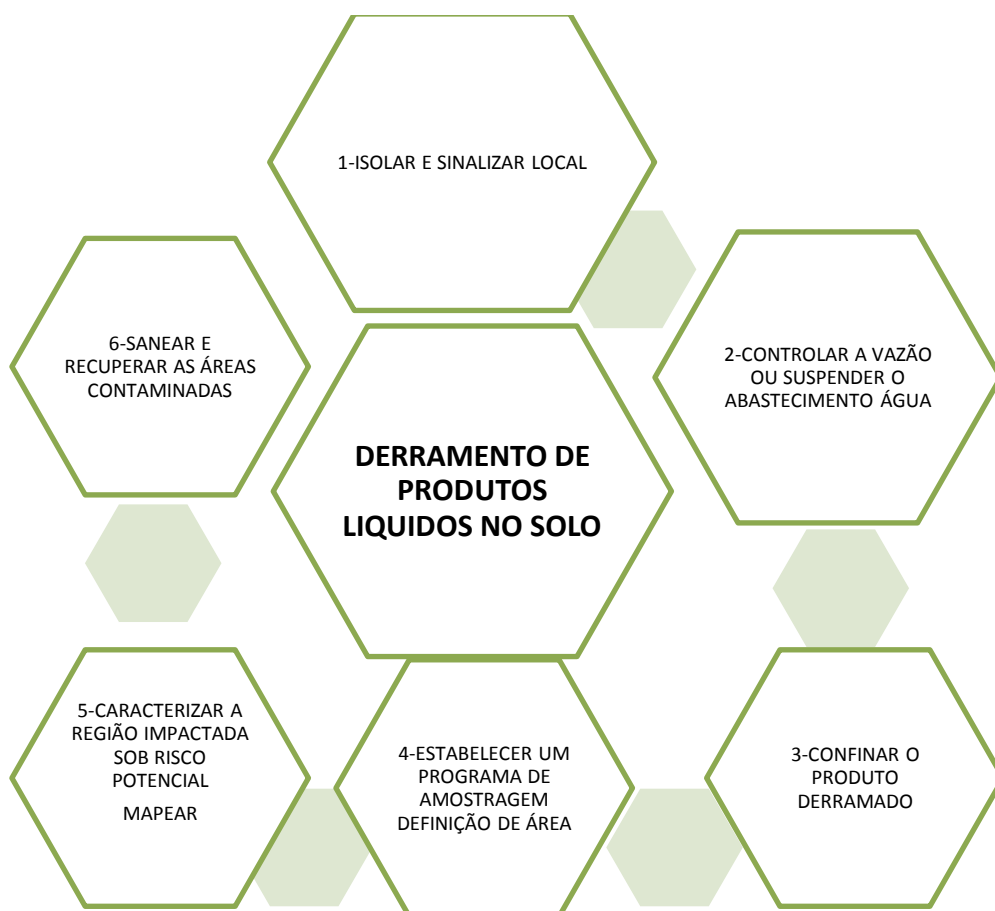 1-ISOLAR E SINALIZAR LOCAL
2-CONTROLAR A VAZÃO
OU SUSPENDER O
ABASTECIMENTO ÁGUA
3-CONFINAR O
PRODUTO
DERRAMADO
4-ESTABELECER UM
PROGRAMA DE
AMOSTRAGEM
DEFINIÇÃO DE ÁREA
5-CARACTERIZAR A
REGIÃO IMPACTADA
SOB RISCO
POTENCIAL
MAPEAR
6-SANEAR E
RECUPERAR AS ÁREAS
CONTAMINADAS
DERRAMENTO DE
PRODUTOS
LIQUIDOS NO SOLO